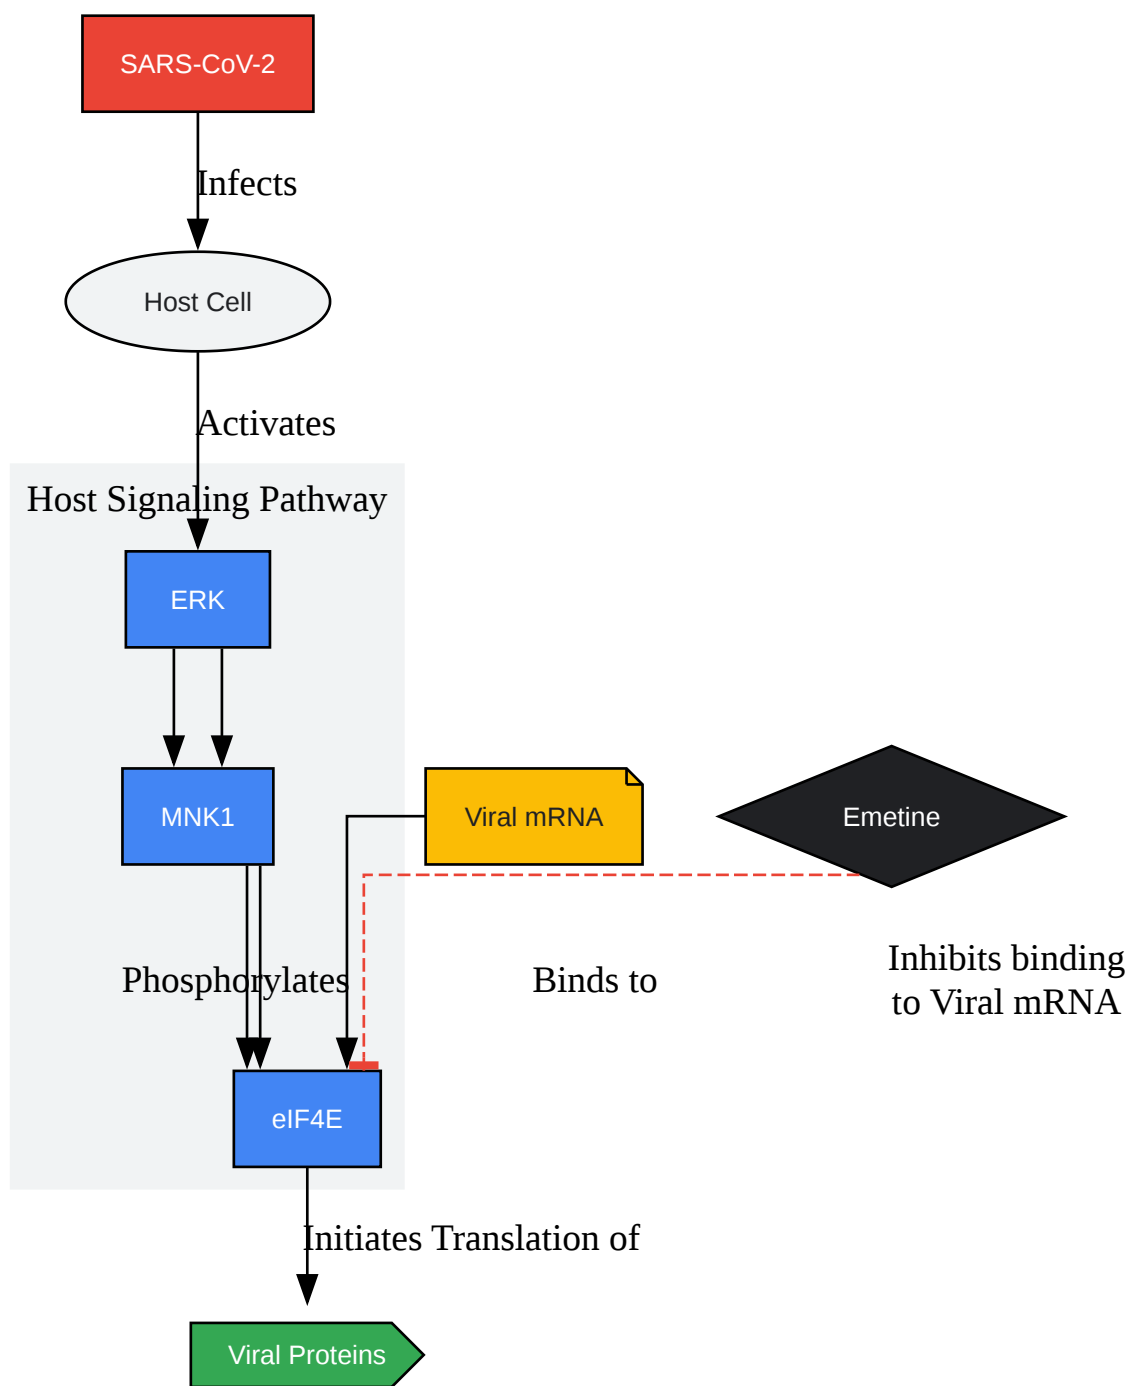 SARS-CoV-2
Infects
Host Cell
Activates
Host Signaling Pathway
ERK
MNK1
Viral mRNA
Emetine
Phosphorylates
Binds to
Inhibits binding
to Viral mRNA
eIF4E
Initiates Translation of
Viral Proteins